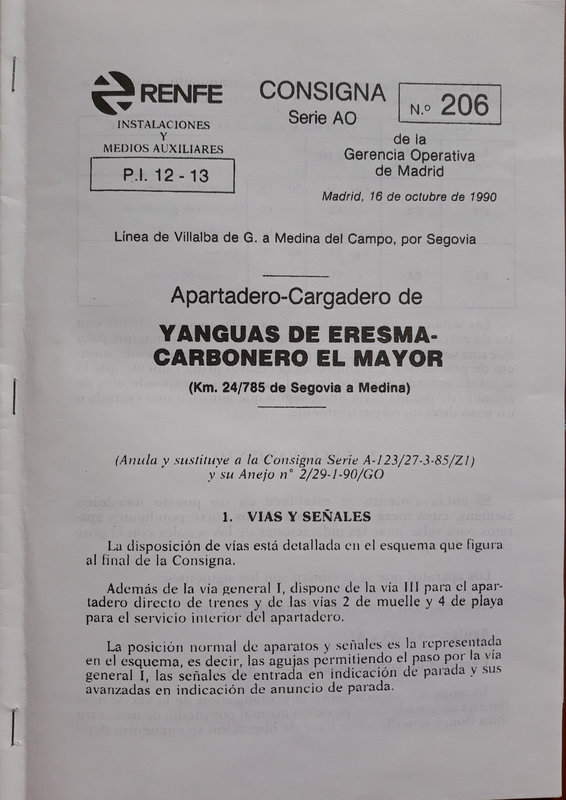 RENFE
INSTALACIONES
Y
MEDIOS AUXILIARES
P.I. 12 - 13
CONSIGNA
Serie AO
N.º 206
de la
Gerencia Operativa
de Madrid
Madrid, 16 de octubre de 1990
Línea de Villalba de G. a Medina del Campo, por Segovia
Apartadero-Cargadero de
YANGUAS DE ERESMA-
CARBONERO EL MAYOR
(Km. 24/785 de Segovia a Medina)
(Anula y sustituye a la Consigna Serie A-123/27-3-85/Z1)
y su Anejo n° 2/29-1-90/GO
1. VIAS Y SEÑALES
La disposición de vías está detallada en el esquema que figura
al final de la Consigna.
Además de la vía general I, dispone de la vía III para el apar-
tadero directo de trenes y de las vías 2 de muelle y 4 de playa
para el servicio interior del apartadero.
La posición normal de aparatos y señales es la representada
en el esquema, es decir, las agujas permitiendo el paso por la vía
general I, las señales de entrada en indicación de parada y sus
avanzadas en indicación de anuncio de parada.